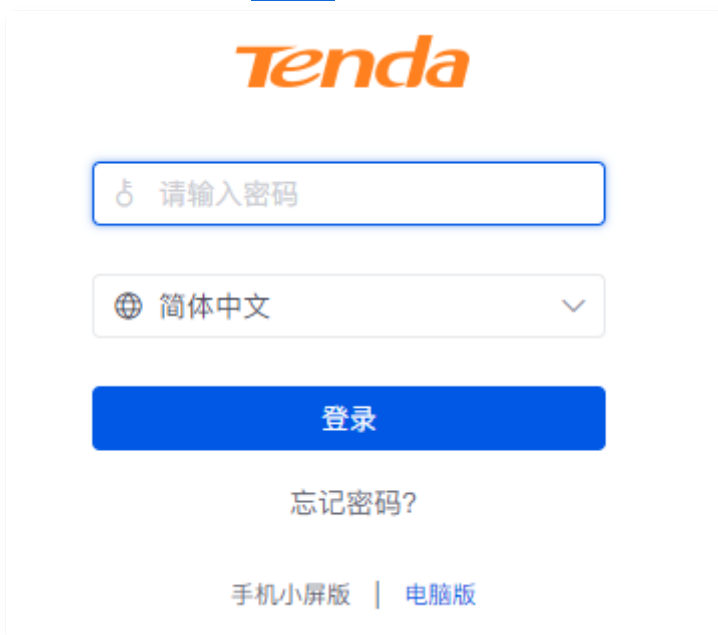 Tenda
请输入密码
简体中文
登录
忘记密码?
手机小屏版 | 电脑版